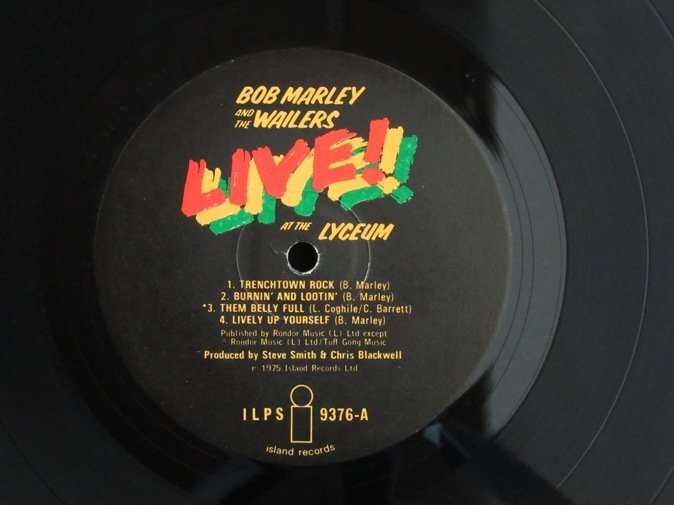 BOB MARLEY
AND THE WAILERS
LIVE!
AT THE LYCEUM
1. TRENCHTOWN ROCK (B. Marley)
2. BURNIN' AND LOOTIN' (B. Marley)
*3. THEM BELLY FULL (L. Coghile/C. Barrett)
4. LIVELY UP YOURSELF (B. Marley)
Published by Rondor Music (L) Ltd except
* Rondor Music (L) Ltd/Tuff Gong Music
Produced by Steve Smith & Chris Blackwell
℗ 1975 Island Records Ltd
ILPS 9376-A
island records